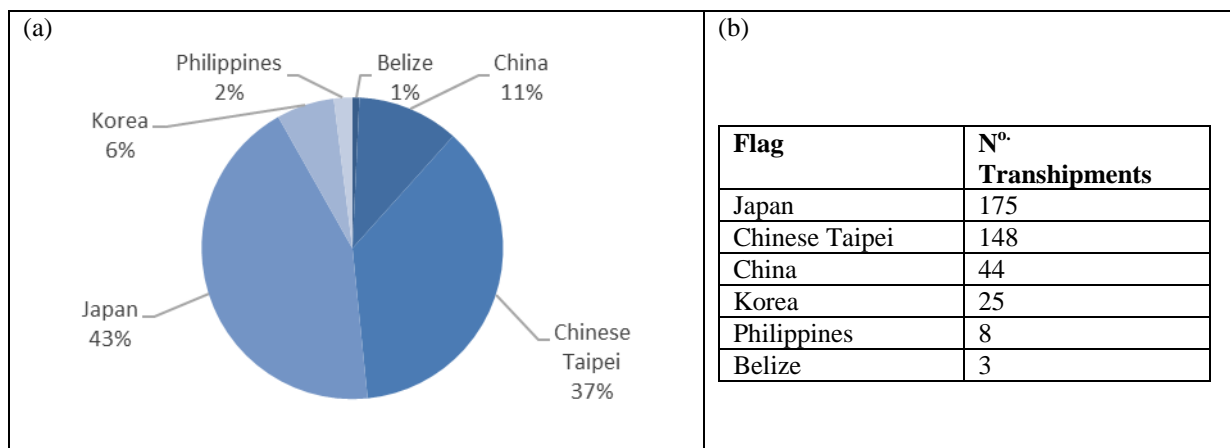 (a)
Philippines
2%
Belize
1%
China
11%
Korea
6%
Japan
43%
Chinese
Taipei
37%
(b)
Flag
Nº.
Transhipments
Japan 175
Chinese Taipei 148
China 44
Korea 25
Philippines 8
Belize 3